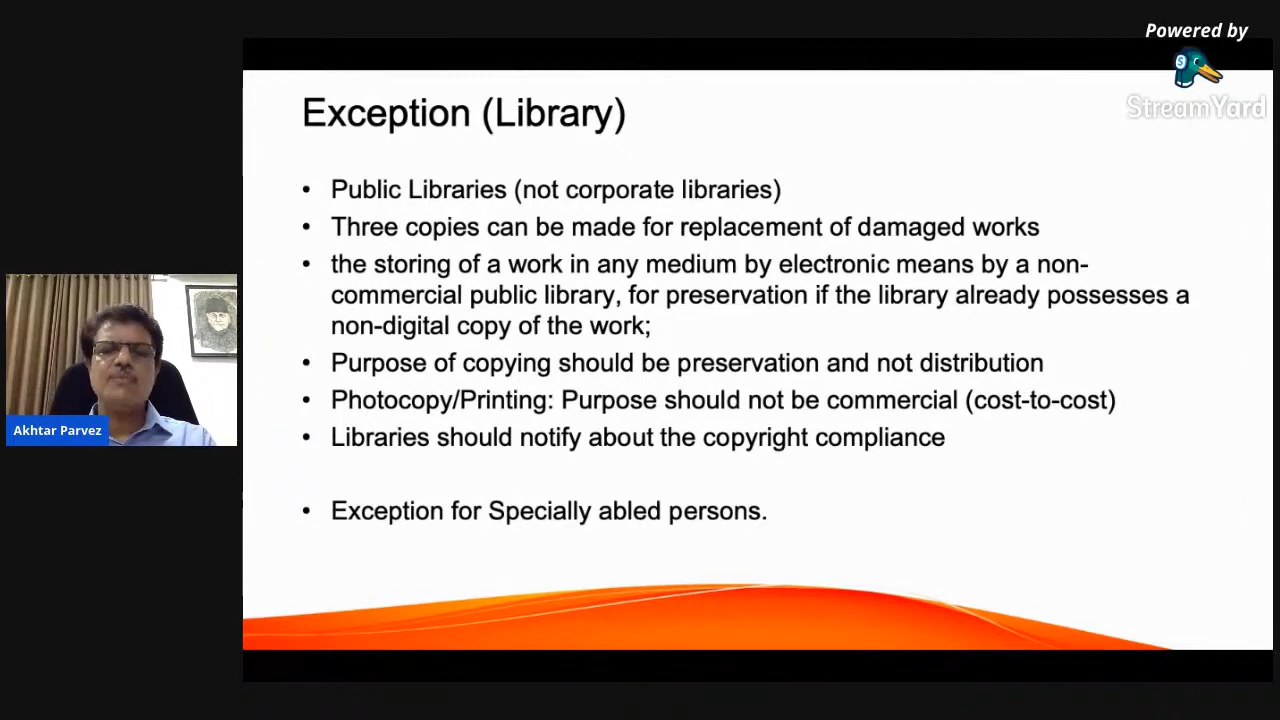 Powered by
StreamYard
Exception (Library)
• Public Libraries (not corporate libraries)
• Three copies can be made for replacement of damaged works
• the storing of a work in any medium by electronic means by a non-
commercial public library, for preservation if the library already possesses a
non-digital copy of the work;
• Purpose of copying should be preservation and not distribution
• Photocopy/Printing: Purpose should not be commercial (cost-to-cost)
• Libraries should notify about the copyright compliance
• Exception for Specially abled persons.
Akhtar Parvez